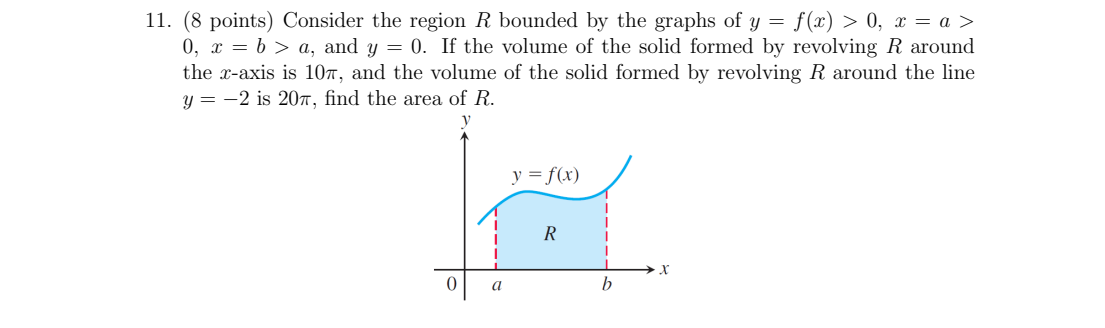 11. (8 points) Consider the region R bounded by the graphs of y = f(x) > 0, x = a >
0, x = b > a, and y = 0. If the volume of the solid formed by revolving R around
the x-axis is 10π, and the volume of the solid formed by revolving R around the line
y = −2 is 20π, find the area of R.
y
y = f(x)
R
x
0 a b